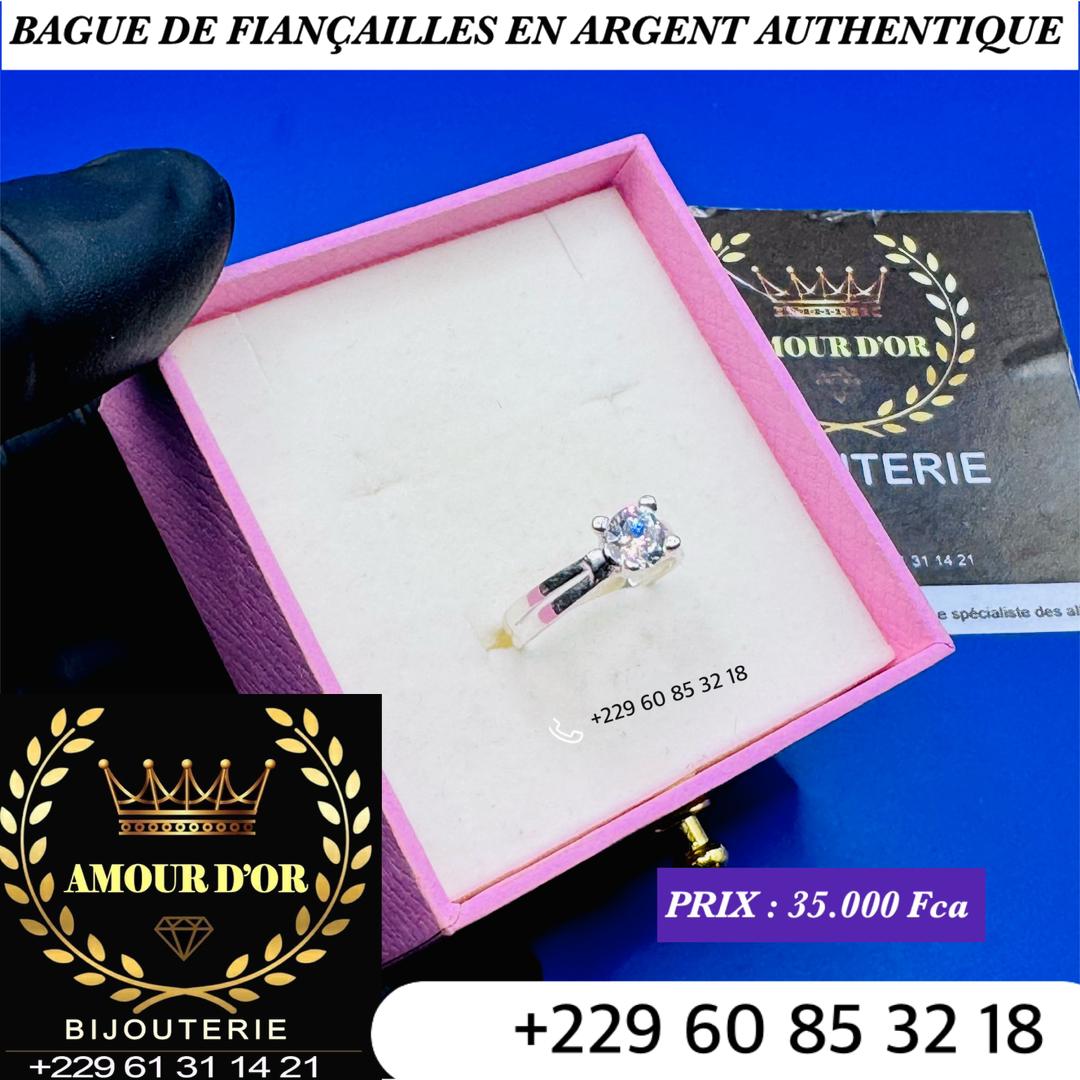 BAGUE DE FIANÇAILLES EN ARGENT AUTHENTIQUE
MOUR D'OR
TERIE
31 14 21
e spécialiste des al
+229 60 85 32 18
AMOUR D'OR
BIJOUTERIE
+229 61 31 14 21
PRIX : 35.000 Fca
+229 60 85 32 18